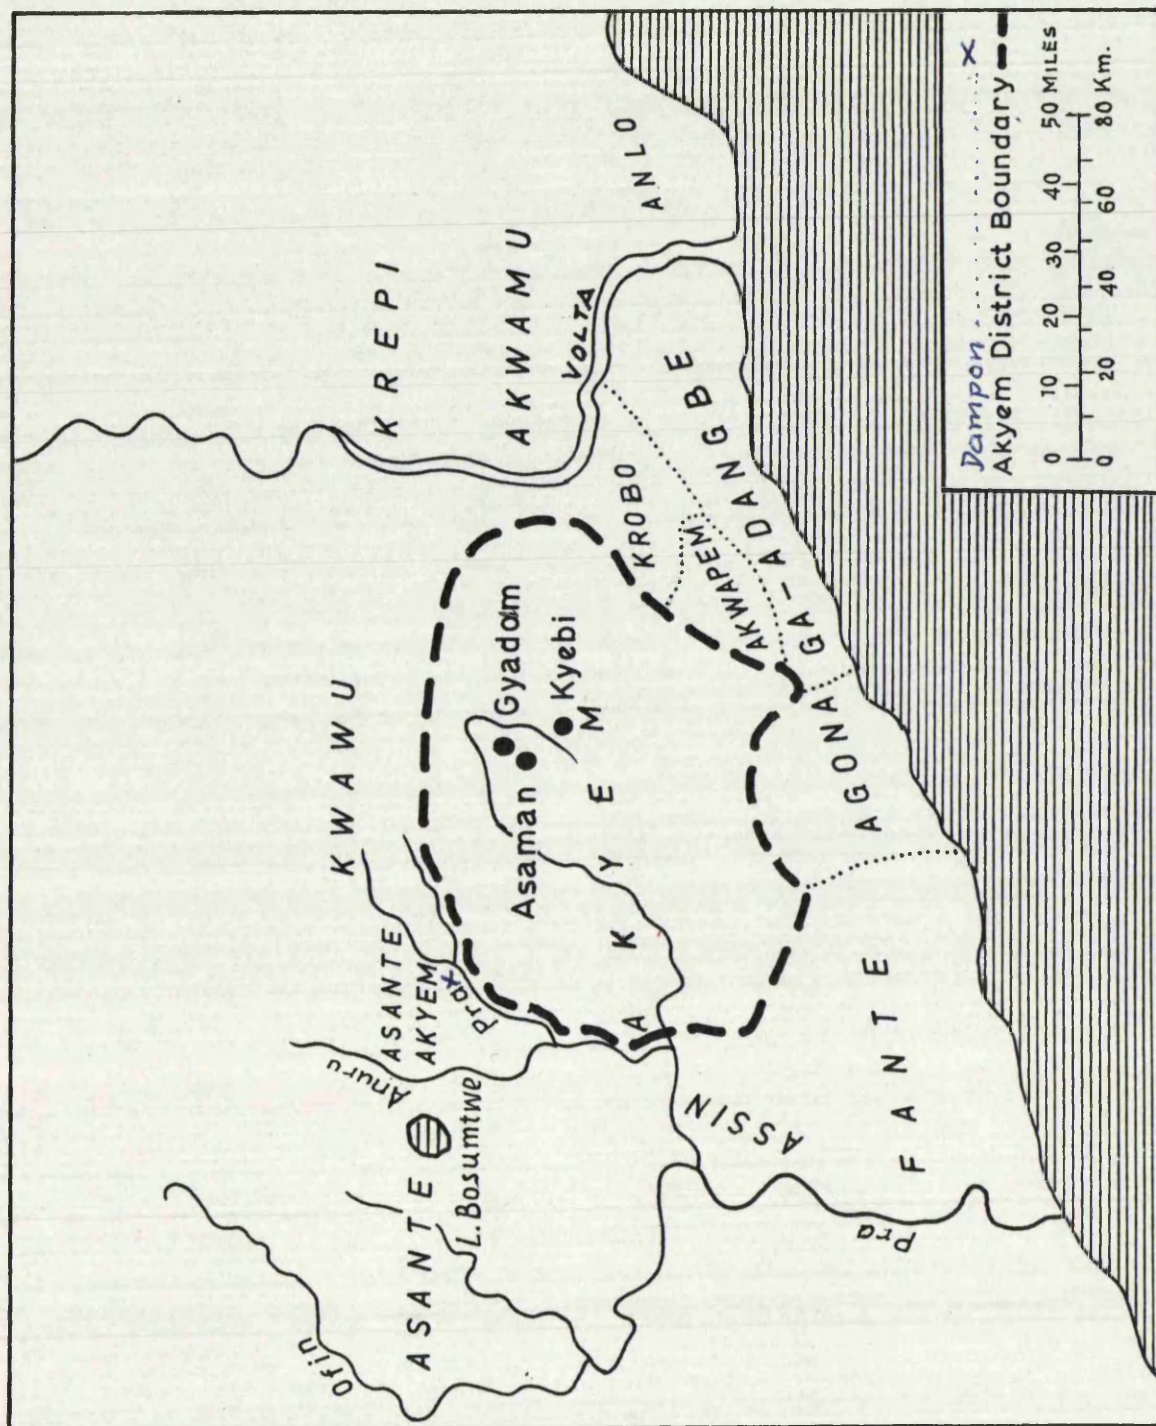 KREPI
AKWAMU
VOLTA
ANLO
KWAWU
KROBO
AKWAPEM
GA-ADANGBE
Gyadam
Kyebi
Asaman
AKYEM
ASANTE
AKYEM
Pra
x
Anuru
ASANTE
L. Bosumtwe
Ofin
ASSIN
AGONA
FANTE
Pra
Dampon x
Akyem District Boundary
0 10 20 30 40 50 MILES
0 20 40 60 80 Km.